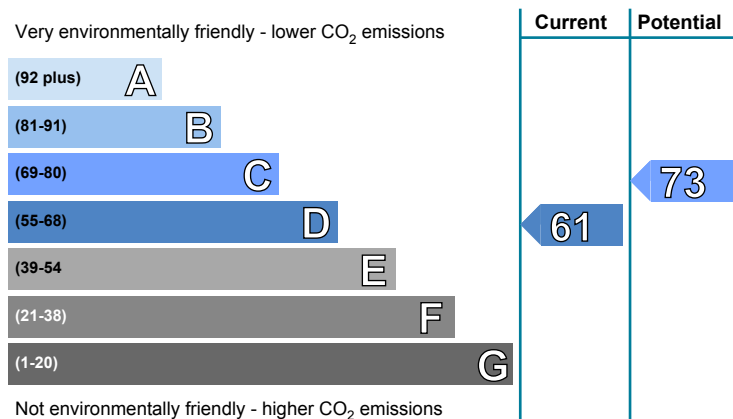 Current Potential
Very environmentally friendly - lower CO2 emissions
(92 plus) A
(81-91) B
(69-80) C
73
(55-68) D
61
(39-54 E
(21-38) F
(1-20) G
Not environmentally friendly - higher CO2 emissions